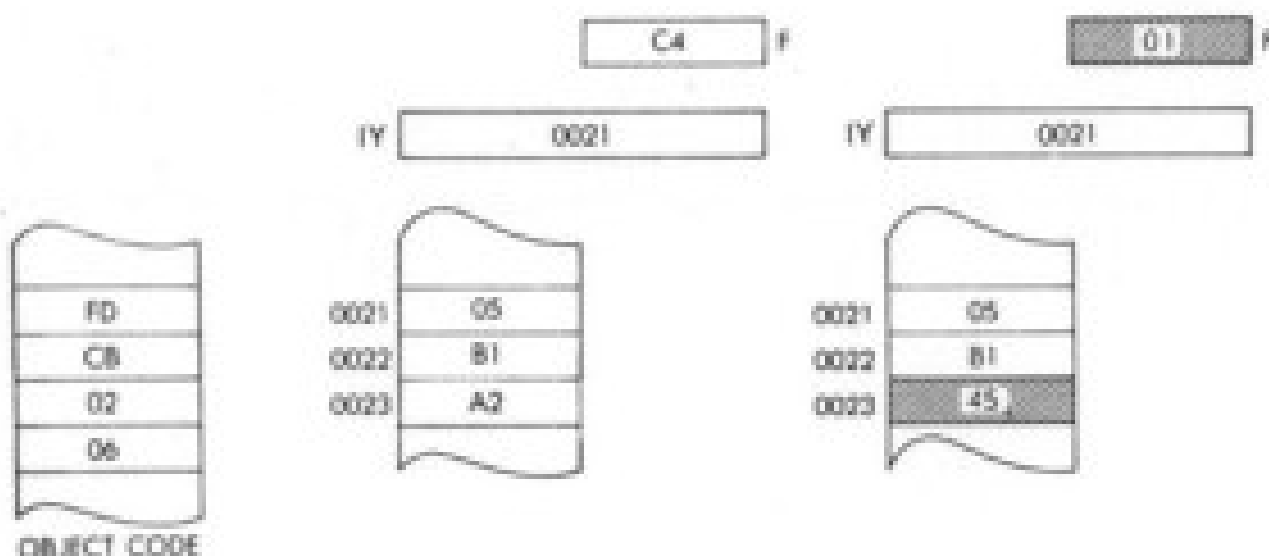 C4 F
01 F
IY 0021
IY 0021
FD
CB
02
06
OBJECT CODE
0021 05
0022 B1
0023 A2
0021 05
0022 B1
0023 45